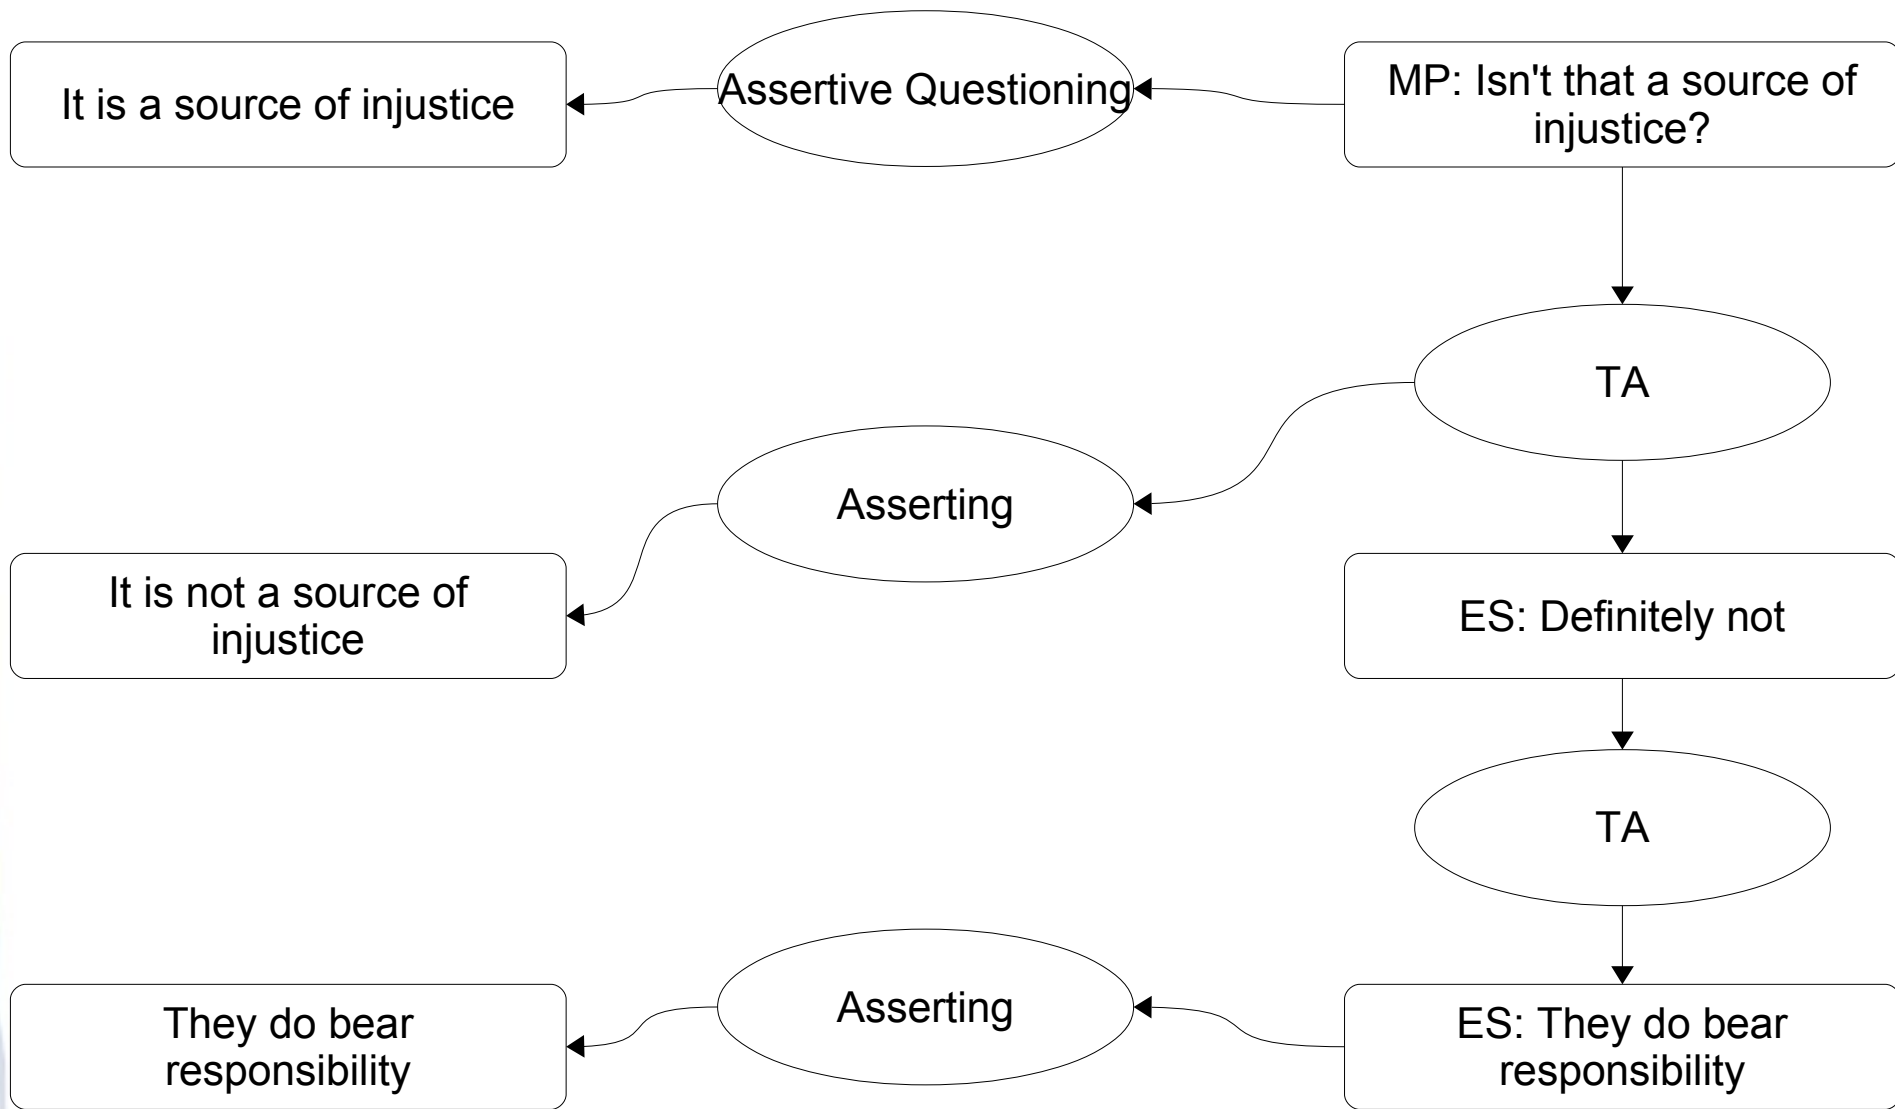 It is a source of injustice
Assertive Questioning
MP: Isn't that a source of
injustice?
TA
Asserting
It is not a source of
injustice
ES: Definitely not
TA
They do bear
responsibility
Asserting
ES: They do bear
responsibility